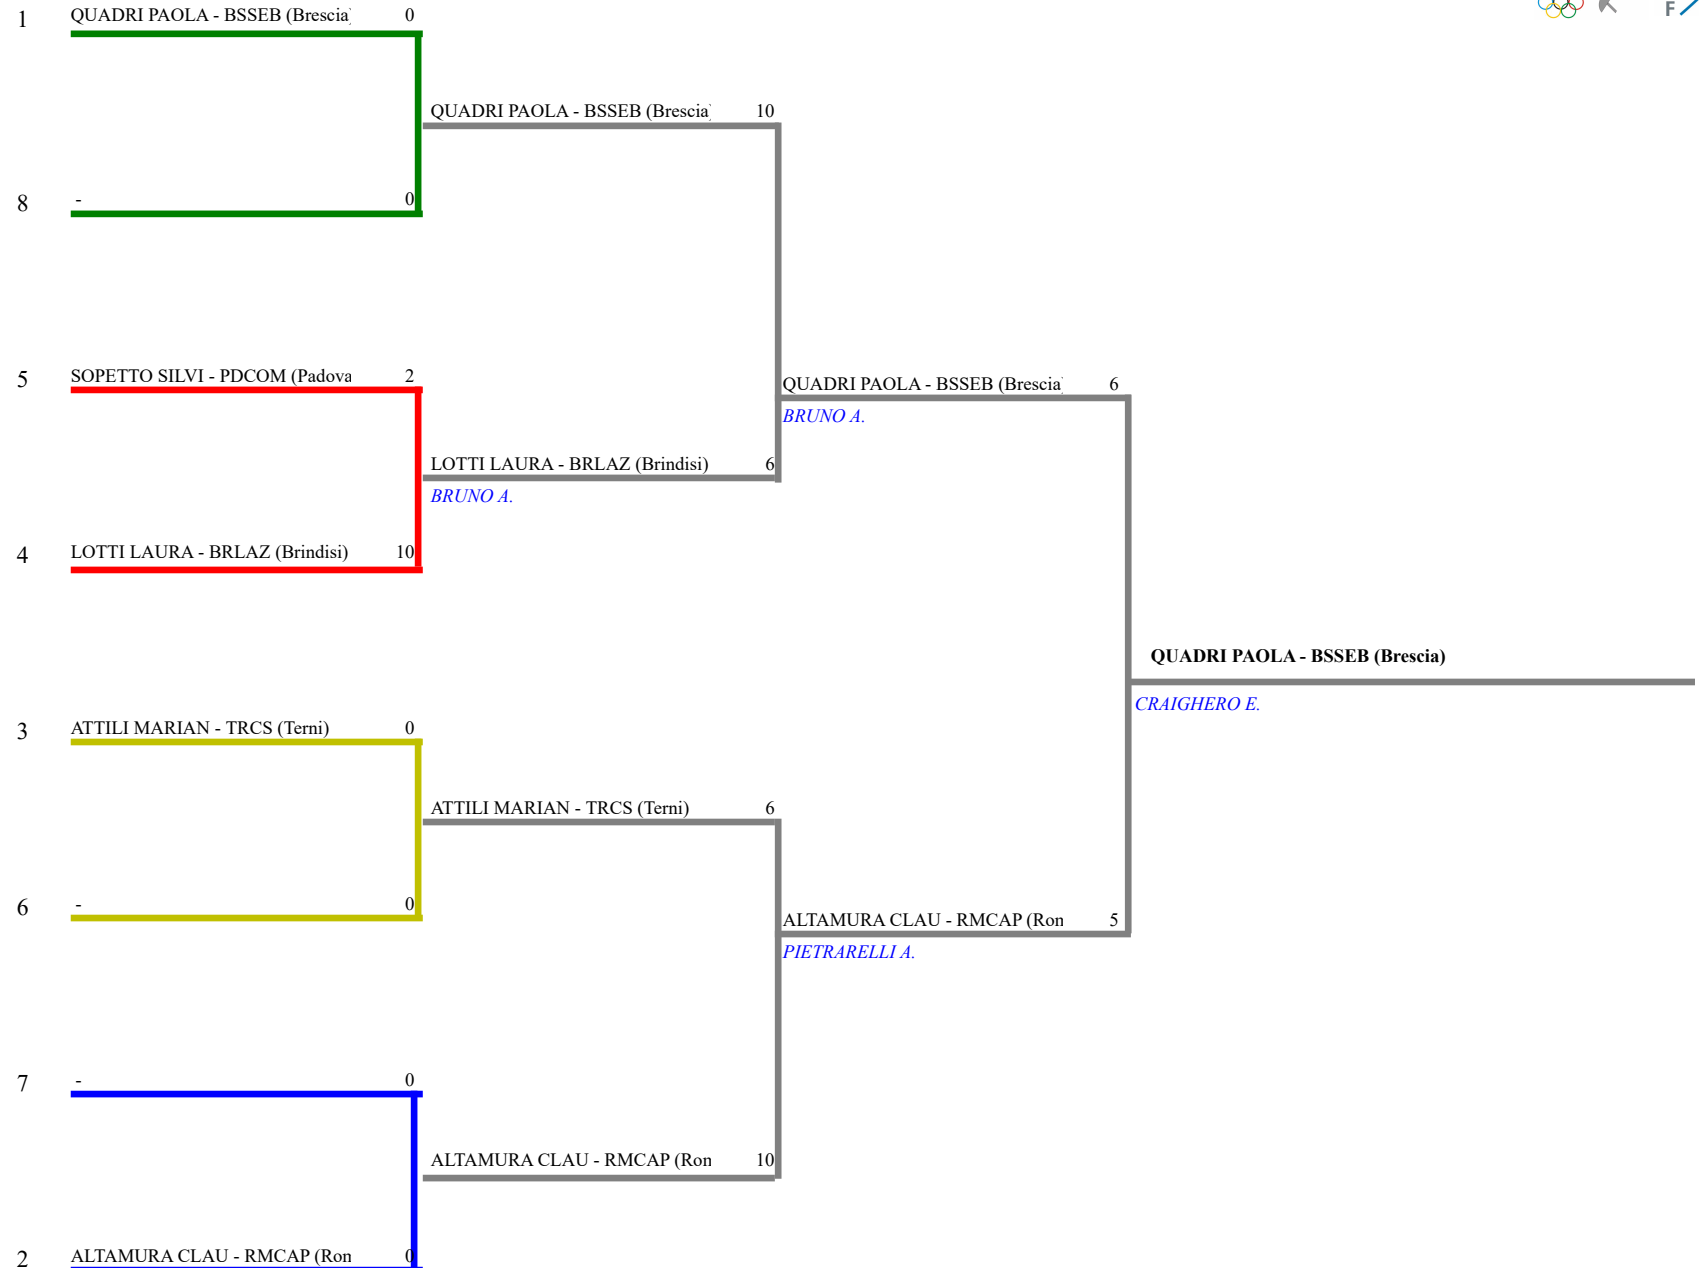 1 QUADRI PAOLA - BSSEB (Brescia 0
QUADRI PAOLA - BSSEB (Brescia 10
8 - 0
5 SOPETTO SILVI - PDCOM (Padova 2
QUADRI PAOLA - BSSEB (Brescia 6
BRUNO A.
LOTTI LAURA - BRLAZ (Brindisi) 6
BRUNO A.
4 LOTTI LAURA - BRLAZ (Brindisi) 10
QUADRI PAOLA - BSSEB (Brescia)
CRAIGHERO E.
3 ATTILI MARIAN - TRCS (Terni) 0
ATTILI MARIAN - TRCS (Terni) 6
6 - 0
ALTAMURA CLAU - RMCAP (Ron 5
PIETRARELLI A.
7 - 0
ALTAMURA CLAU - RMCAP (Ron 10
2 ALTAMURA CLAU - RMCAP (Ron 0
F